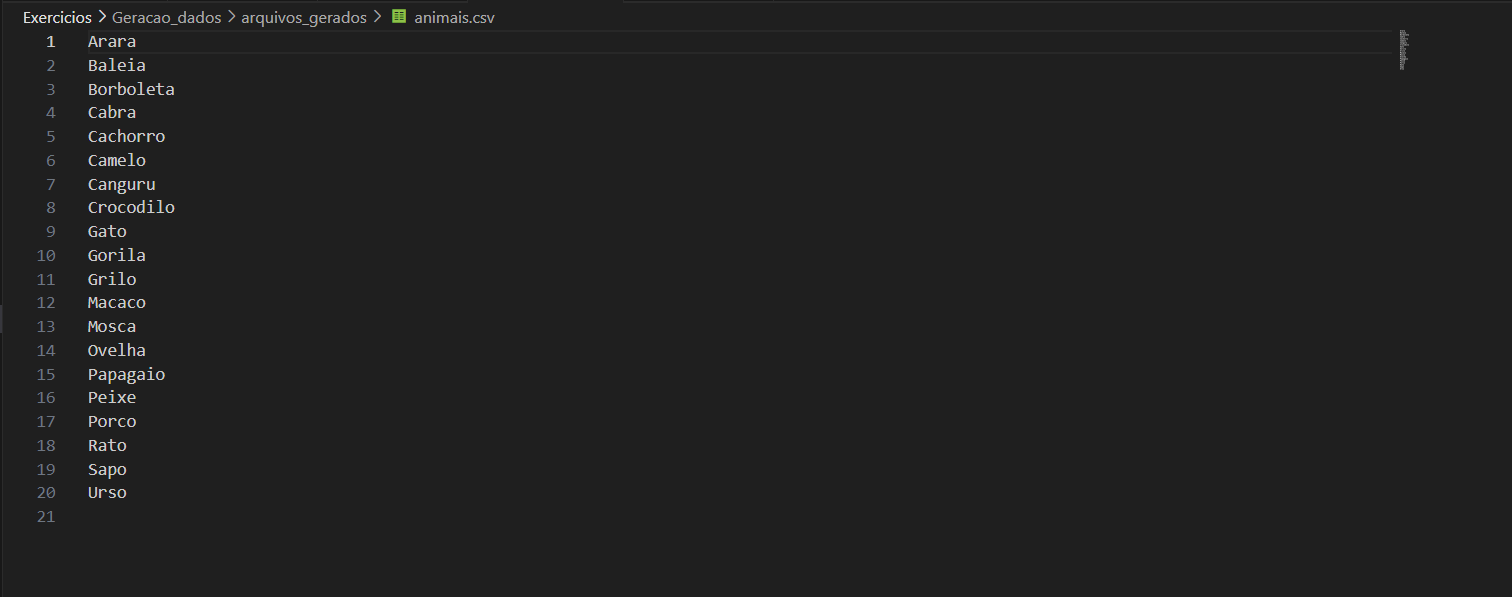 Exercicios > Geracao_dados > arquivos_gerados > animais.csv
1 Arara
2 Baleia
3 Borboleta
4 Cabra
5 Cachorro
6 Camelo
7 Canguru
8 Crocodilo
9 Gato
10 Gorila
11 Grilo
12 Macaco
13 Mosca
14 Ovelha
15 Papagaio
16 Peixe
17 Porco
18 Rato
19 Sapo
20 Urso
21